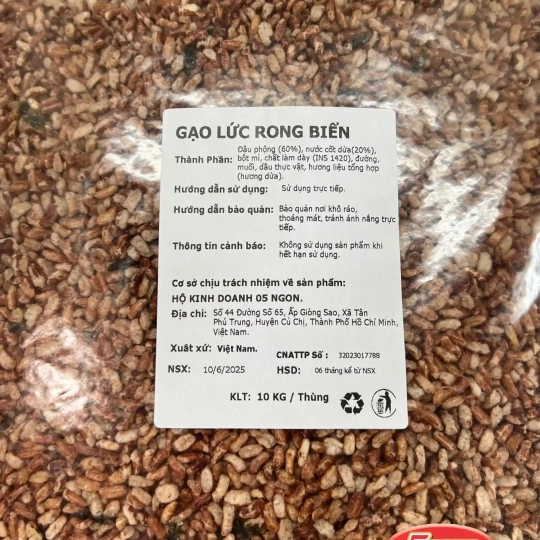 GẠO LỨC RONG BIỂN
Thành Phần: Đậu phộng (60%), nước cốt dừa(20%),
bột mì, chất làm dày (INS 1420), đường,
muối, dầu thực vật, hương liệu tổng hợp
(hương dừa).
Hướng dẫn sử dụng: Sử dụng trực tiếp.
Hướng dẫn bảo quản: Bảo quản nơi khô ráo,
thoáng mát, tránh ánh nắng trực
tiếp.
Thông tin cảnh báo: Không sử dụng sản phẩm khi
hết hạn sử dụng.
Cơ sở chịu trách nhiệm về sản phẩm:
HỘ KINH DOANH 05 NGON.
Địa chỉ: Số 44 Đường Số 65, Ấp Giòng Sao, Xã Tân
Phú Trung, Huyện Củ Chi, Thành Phố Hồ Chí Minh,
Việt Nam.
Xuất xứ: Việt Nam. CNATTP Số : 32023017788
NSX: 10/6/2025 HSD: 06 tháng kể từ NSX
KLT: 10 KG / Thùng